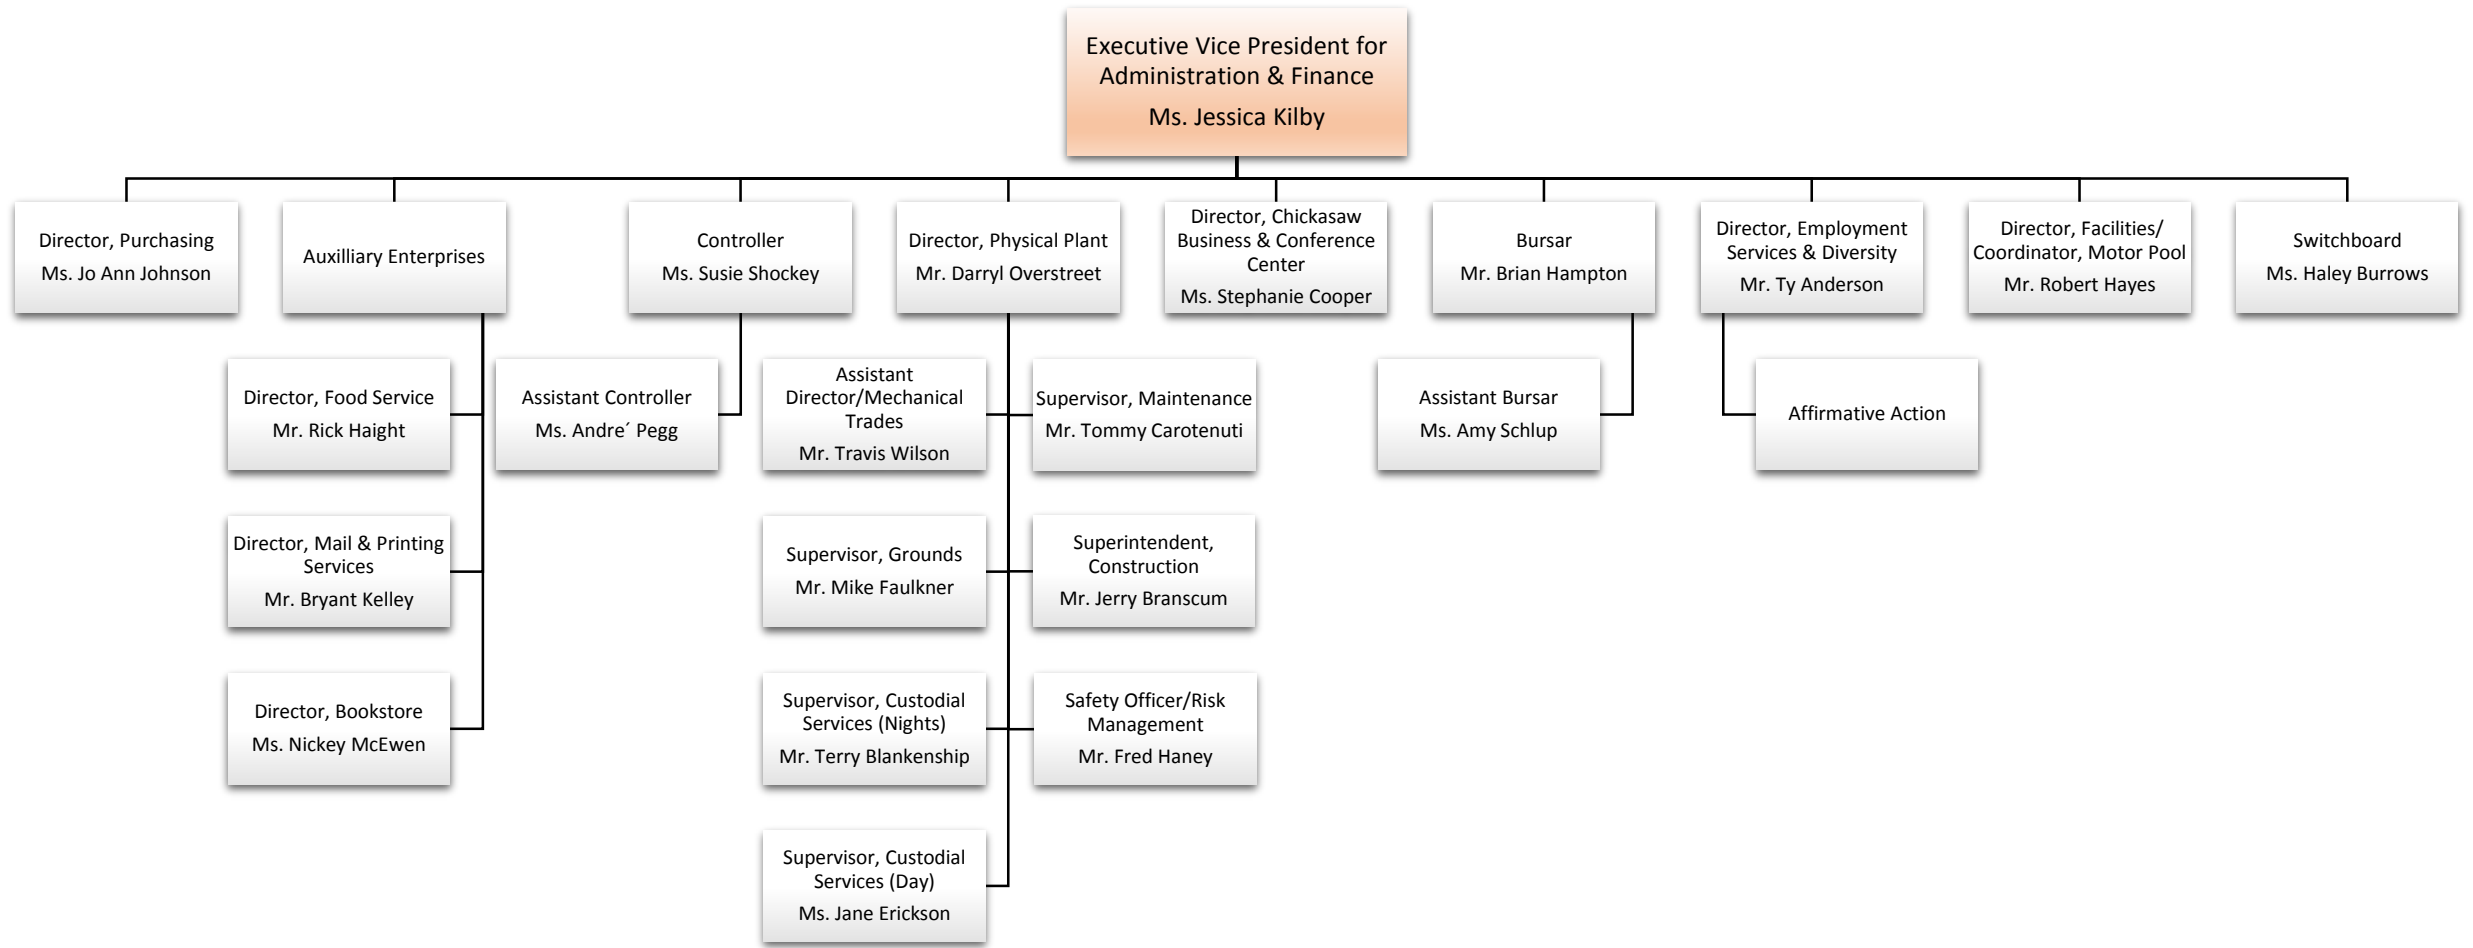 Executive Vice President for
Administration & Finance
Ms. Jessica Kilby
Director, Purchasing
Ms. Jo Ann Johnson
Auxilliary Enterprises
Controller
Ms. Susie Shockey
Director, Physical Plant
Mr. Darryl Overstreet
Director, Chickasaw
Business & Conference
Center
Ms. Stephanie Cooper
Bursar
Mr. Brian Hampton
Director, Employment
Services & Diversity
Mr. Ty Anderson
Director, Facilities/
Coordinator, Motor Pool
Mr. Robert Hayes
Switchboard
Ms. Haley Burrows
Director, Food Service
Mr. Rick Haight
Assistant Controller
Ms. Andre´ Pegg
Assistant
Director/Mechanical
Trades
Mr. Travis Wilson
Supervisor, Maintenance
Mr. Tommy Carotenuti
Assistant Bursar
Ms. Amy Schlup
Affirmative Action
Director, Mail & Printing
Services
Mr. Bryant Kelley
Supervisor, Grounds
Mr. Mike Faulkner
Superintendent,
Construction
Mr. Jerry Branscum
Director, Bookstore
Ms. Nickey McEwen
Supervisor, Custodial
Services (Nights)
Mr. Terry Blankenship
Safety Officer/Risk
Management
Mr. Fred Haney
Supervisor, Custodial
Services (Day)
Ms. Jane Erickson